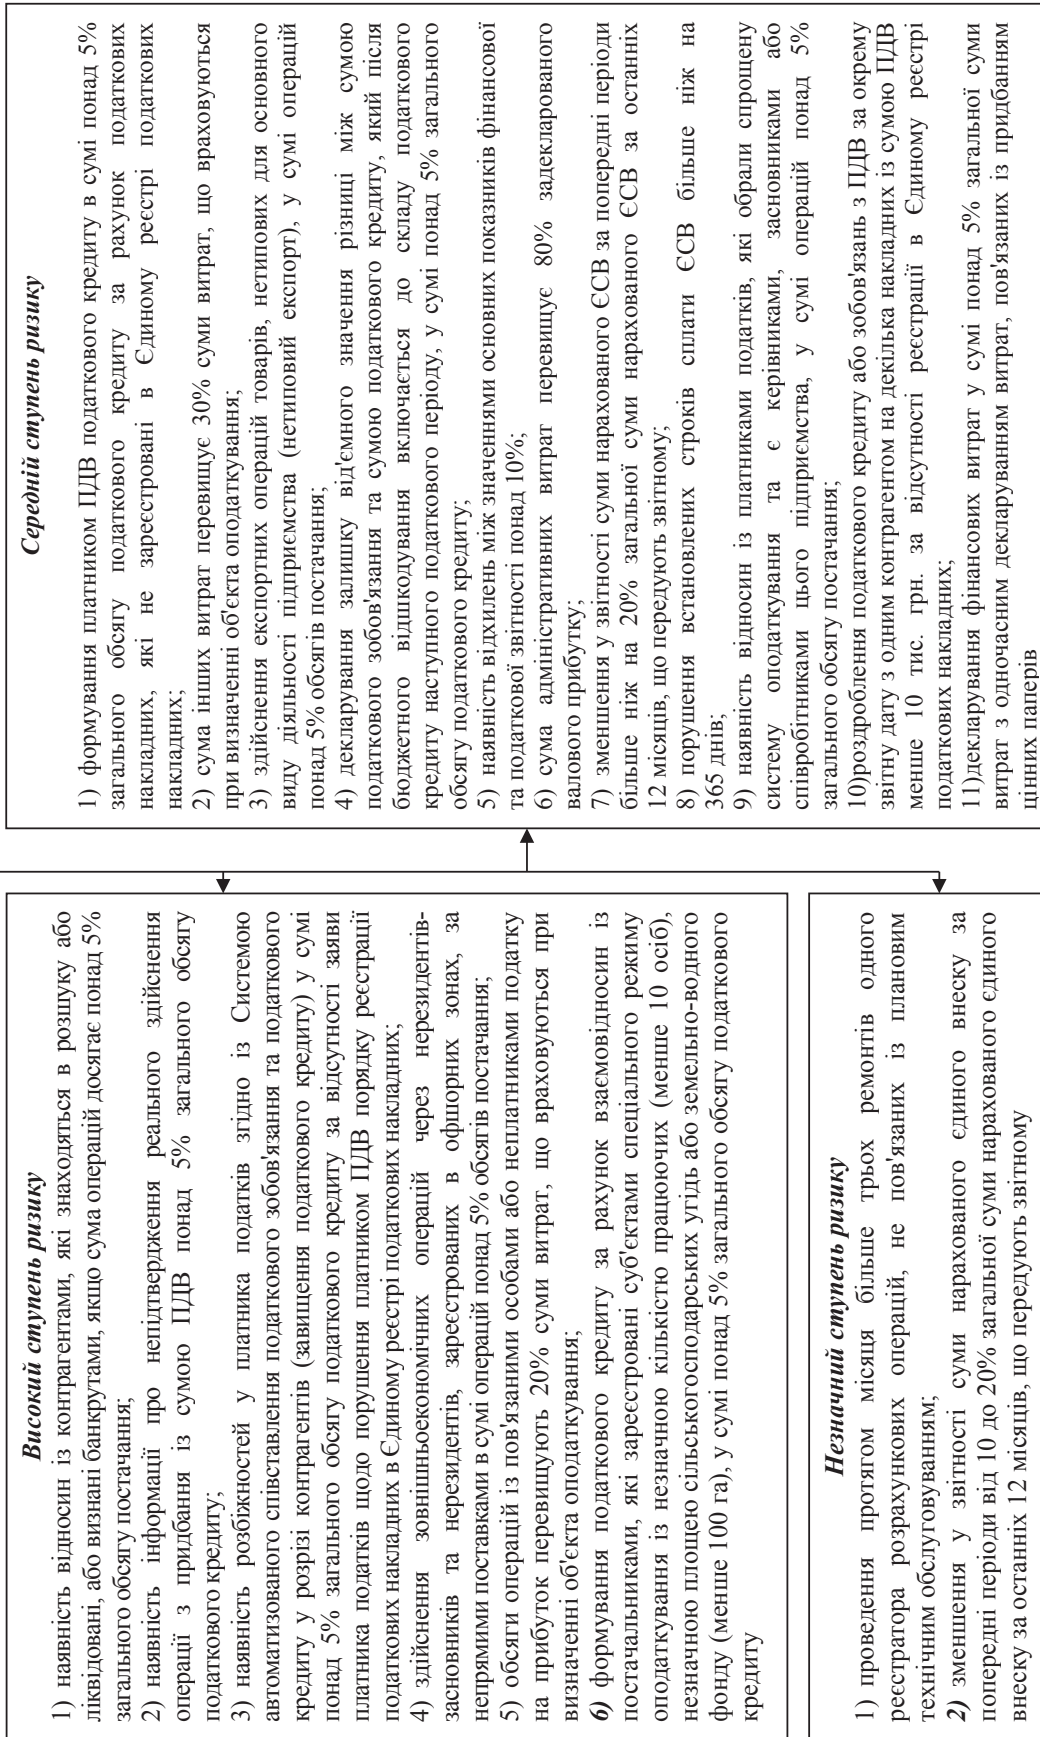 Високий ступень ризику
1) наявність відносин із контрагентами, які знаходяться в розшуку або
ліквідовані, або визнані банкрутами, якщо сума операцій досягає понад 5%
загального обсягу постачання;
2) наявність інформації про непідтвердження реального здійснення
операції з придбання із сумою ПДВ понад 5% загального обсягу
податкового кредиту;
3) наявність розбіжностей у платника податків згідно із Системою
автоматизованого співставлення податкового зобов'язання та податкового
кредиту у розрізі контрагентів (завищення податкового кредиту) у сумі
понад 5% загального обсягу податкового кредиту за відсутності заяви
платника податків щодо порушення платником ПДВ порядку реєстрації
податкових накладних в Єдиному реєстрі податкових накладних;
4) здійснення зовнішньоекономічних операцій через нерезидентів-
засновників та нерезидентів, зареєстрованих в офшорних зонах, за
непрямими поставками в сумі операцій понад 5% обсягів постачання;
5) обсяги операцій із пов'язаними особами або неплатниками податку
на прибуток перевищують 20% суми витрат, що враховуються при
визначенні об'єкта оподаткування;
6) формування податкового кредиту за рахунок взаємовідносин із
постачальниками, які зареєстровані суб'єктами спеціального режиму
оподаткування із незначною кількістю працюючих (менше 10 осіб),
незначною площею сільськогосподарських угідь або земельно-водного
фонду (менше 100 га), у сумі понад 5% загального обсягу податкового
кредиту
Середній ступень ризику
1) формування платником ПДВ податкового кредиту в сумі понад 5%
загального обсягу податкового кредиту за рахунок податкових
накладних, які не зареєстровані в Єдиному реєстрі податкових
накладних;
2) сума інших витрат перевищує 30% суми витрат, що враховуються
при визначенні об'єкта оподаткування;
3) здійснення експортних операцій товарів, нетипових для основного
виду діяльності підприємства (нетиповий експорт), у сумі операцій
понад 5% обсягів постачання;
4) декларування залишку від'ємного значення різниці між сумою
податкового зобов'язання та сумою податкового кредиту, який після
бюджетного відшкодування включається до складу податкового
кредиту наступного податкового періоду, у сумі понад 5% загального
обсягу податкового кредиту;
5) наявність відхилень між значеннями основних показників фінансової
та податкової звітності понад 10%;
6) сума адміністративних витрат перевищує 80% задекларованого
валового прибутку;
7) зменшення у звітності суми нарахованого ЄСВ за попередні періоди
більше ніж на 20% загальної суми нарахованого ЄСВ за останніх
12 місяців, що передують звітному;
8) порушення встановлених строків сплати ЄСВ більше ніж на
365 днів;
9) наявність відносин із платниками податків, які обрали спрощену
систему оподаткування та є керівниками, засновниками або
співробітниками цього підприємства, у сумі операцій понад 5%
загального обсягу постачання;
10)роздроблення податкового кредиту або зобов'язань з ПДВ за окрему
звітну дату з одним контрагентом на декілька накладних із сумою ПДВ
менше 10 тис. грн. за відсутності реєстрації в Єдиному реєстрі
податкових накладних;
11)декларування фінансових витрат у сумі понад 5% загальної суми
витрат з одночасним декларуванням витрат, пов'язаних із придбанням
цінних паперів
Незначний ступень ризику
1) проведення протягом місяця більше трьох ремонтів одного
реєстратора розрахункових операцій, не пов'язаних із плановим
технічним обслуговуванням;
2) зменшення у звітності суми нарахованого єдиного внеску за
попередні періоди від 10 до 20% загальної суми нарахованого єдиного
внеску за останніх 12 місяців, що передують звітному